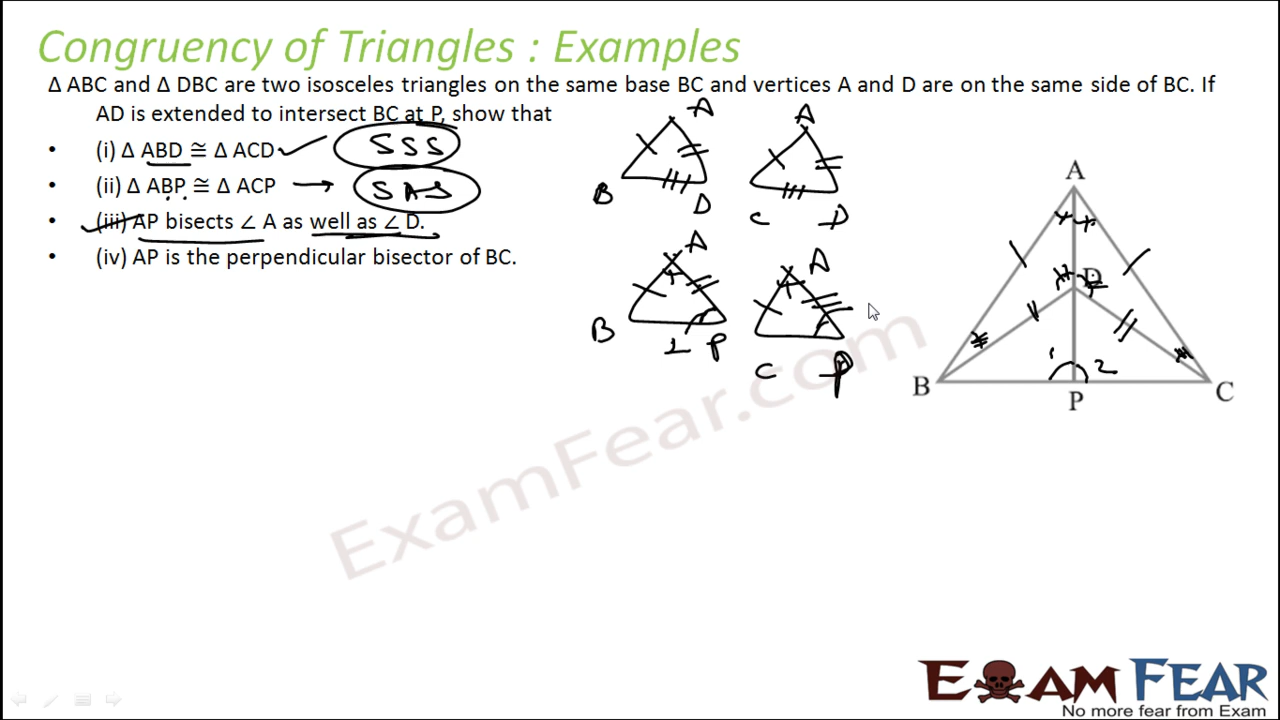 Congruency of Triangles : Examples
Δ ABC and Δ DBC are two isosceles triangles on the same base BC and vertices A and D are on the same side of BC. If
AD is extended to intersect BC at P, show that
• (i) Δ ABD ≅ Δ ACD SSS
• (ii) Δ ABP ≅ Δ ACP → SAS
• (iii) AP bisects ∠ A as well as ∠ D.
• (iv) AP is the perpendicular bisector of BC.
A A
B D C D
A A
B 1 P C P
A
D
1 2
B P C
ExamFear.com
EXAM FEAR
No more fear from Exam